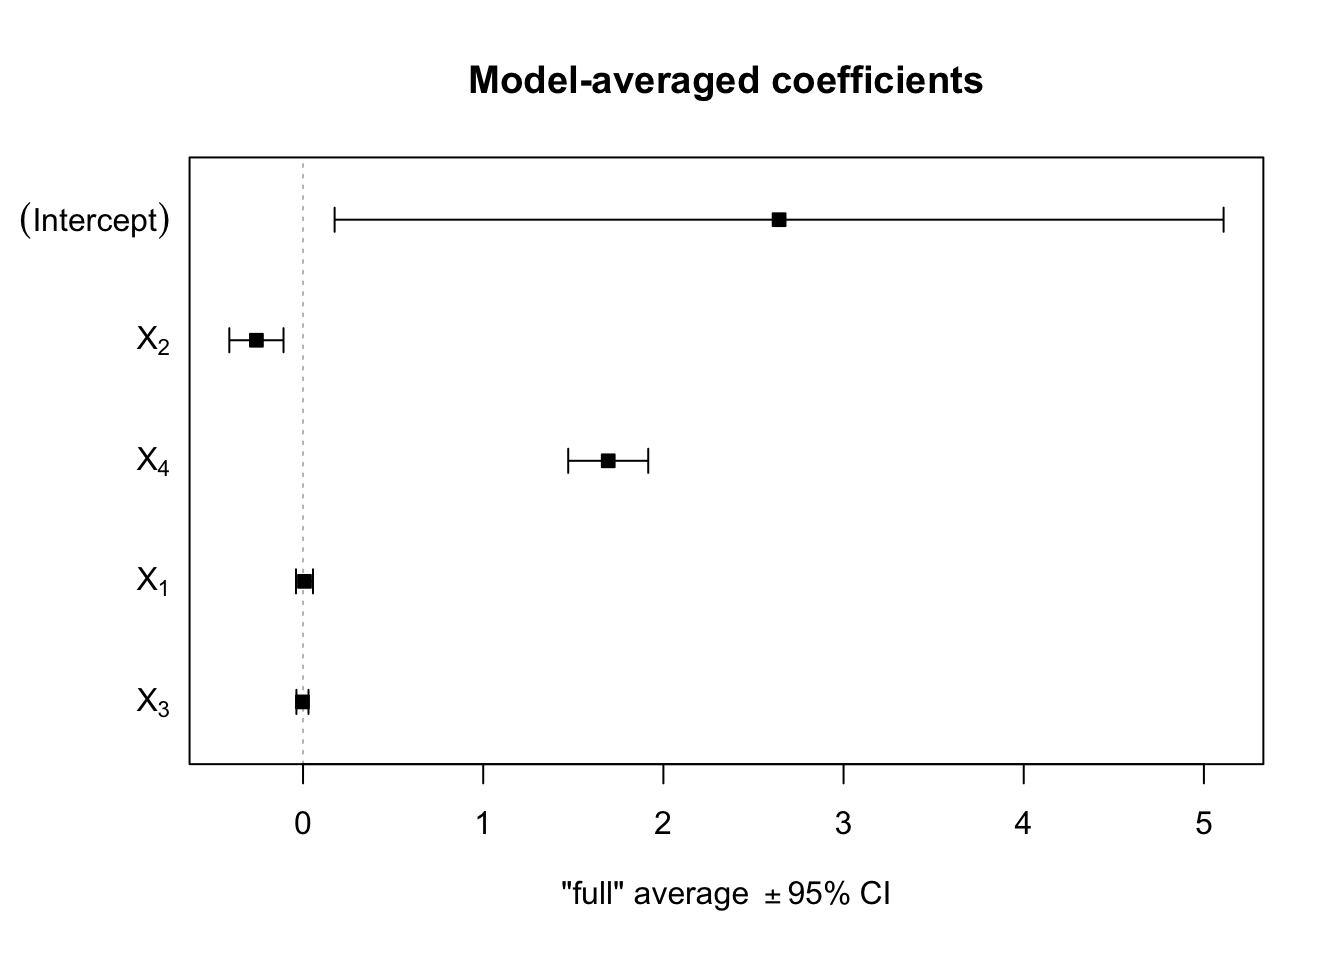 Model-averaged coefficients
(Intercept)
X₂
X₄
X₁
X₃
0 1 2 3 4 5
"full" average ± 95% CI